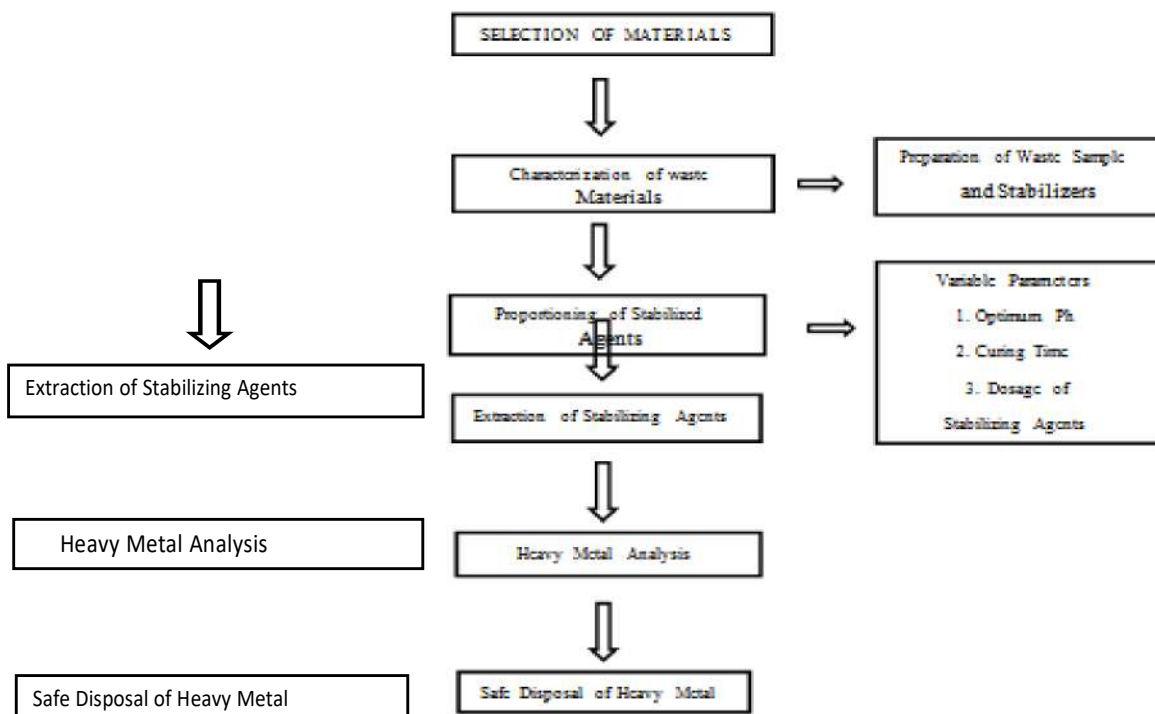 SELECTION OF MATERIALS
Characterization of waste
Materials
Preparation of Waste Sample
and Stabilizers
Proportioning of Stabilized
Agents
Variable Parameters
1. Optimum Ph
2. Curing Time
3. Dosage of
Stabilizing Agents
Extraction of Stabilizing Agents
Extraction of Stabilizing Agents
Heavy Metal Analysis
Heavy Metal Analysis
Safe Disposal of Heavy Metal
Safe Disposal of Heavy Metal